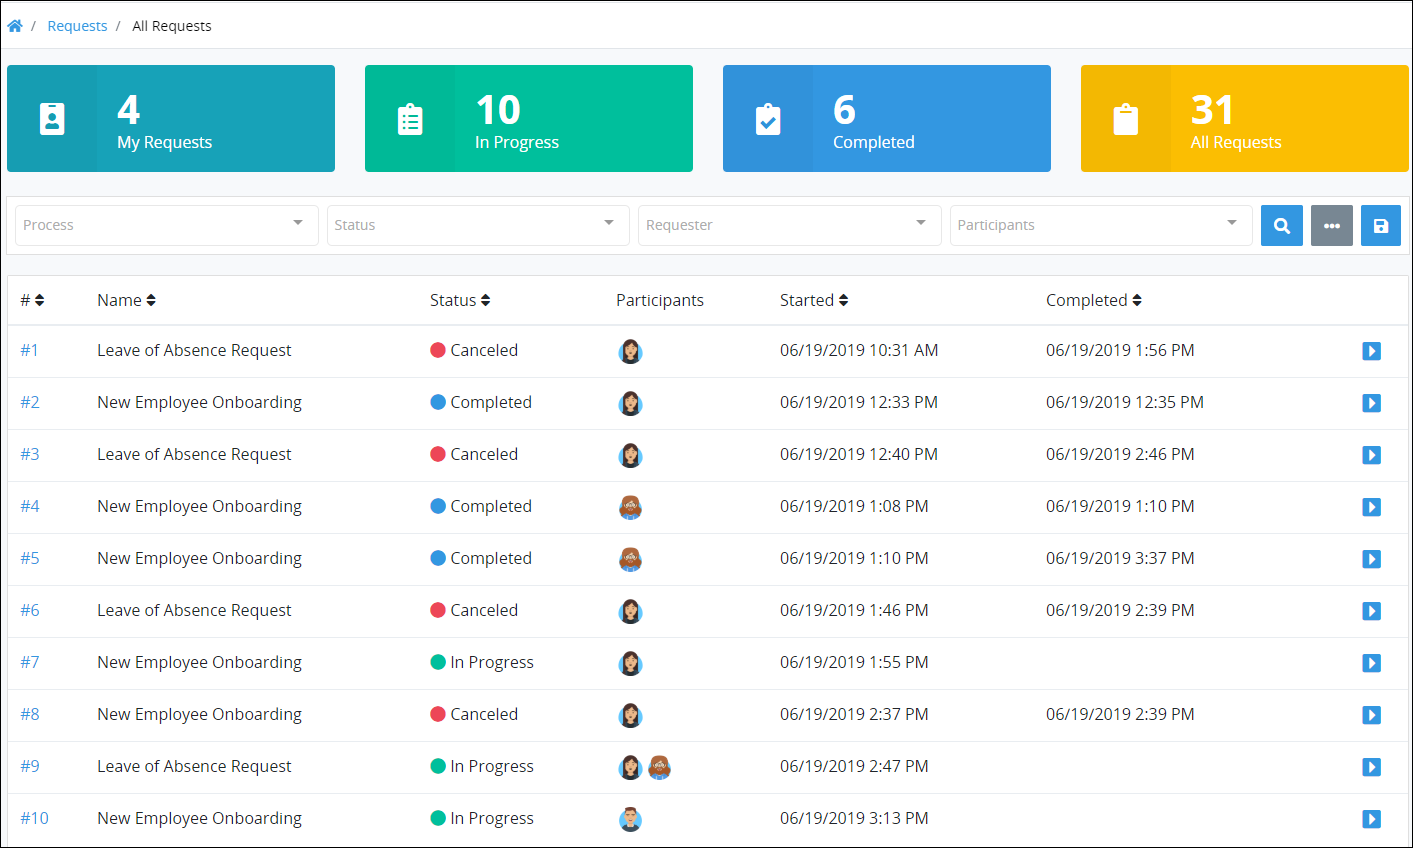 / Requests / All Requests
4
My Requests
10
In Progress
6
Completed
31
All Requests
Process Status Requester Participants
# Name Status Participants Started Completed
#1 Leave of Absence Request Canceled 06/19/2019 10:31 AM 06/19/2019 1:56 PM
#2 New Employee Onboarding Completed 06/19/2019 12:33 PM 06/19/2019 12:35 PM
#3 Leave of Absence Request Canceled 06/19/2019 12:40 PM 06/19/2019 2:46 PM
#4 New Employee Onboarding Completed 06/19/2019 1:08 PM 06/19/2019 1:10 PM
#5 New Employee Onboarding Completed 06/19/2019 1:10 PM 06/19/2019 3:37 PM
#6 Leave of Absence Request Canceled 06/19/2019 1:46 PM 06/19/2019 2:39 PM
#7 New Employee Onboarding In Progress 06/19/2019 1:55 PM
#8 New Employee Onboarding Canceled 06/19/2019 2:37 PM 06/19/2019 2:39 PM
#9 Leave of Absence Request In Progress 06/19/2019 2:47 PM
#10 New Employee Onboarding In Progress 06/19/2019 3:13 PM